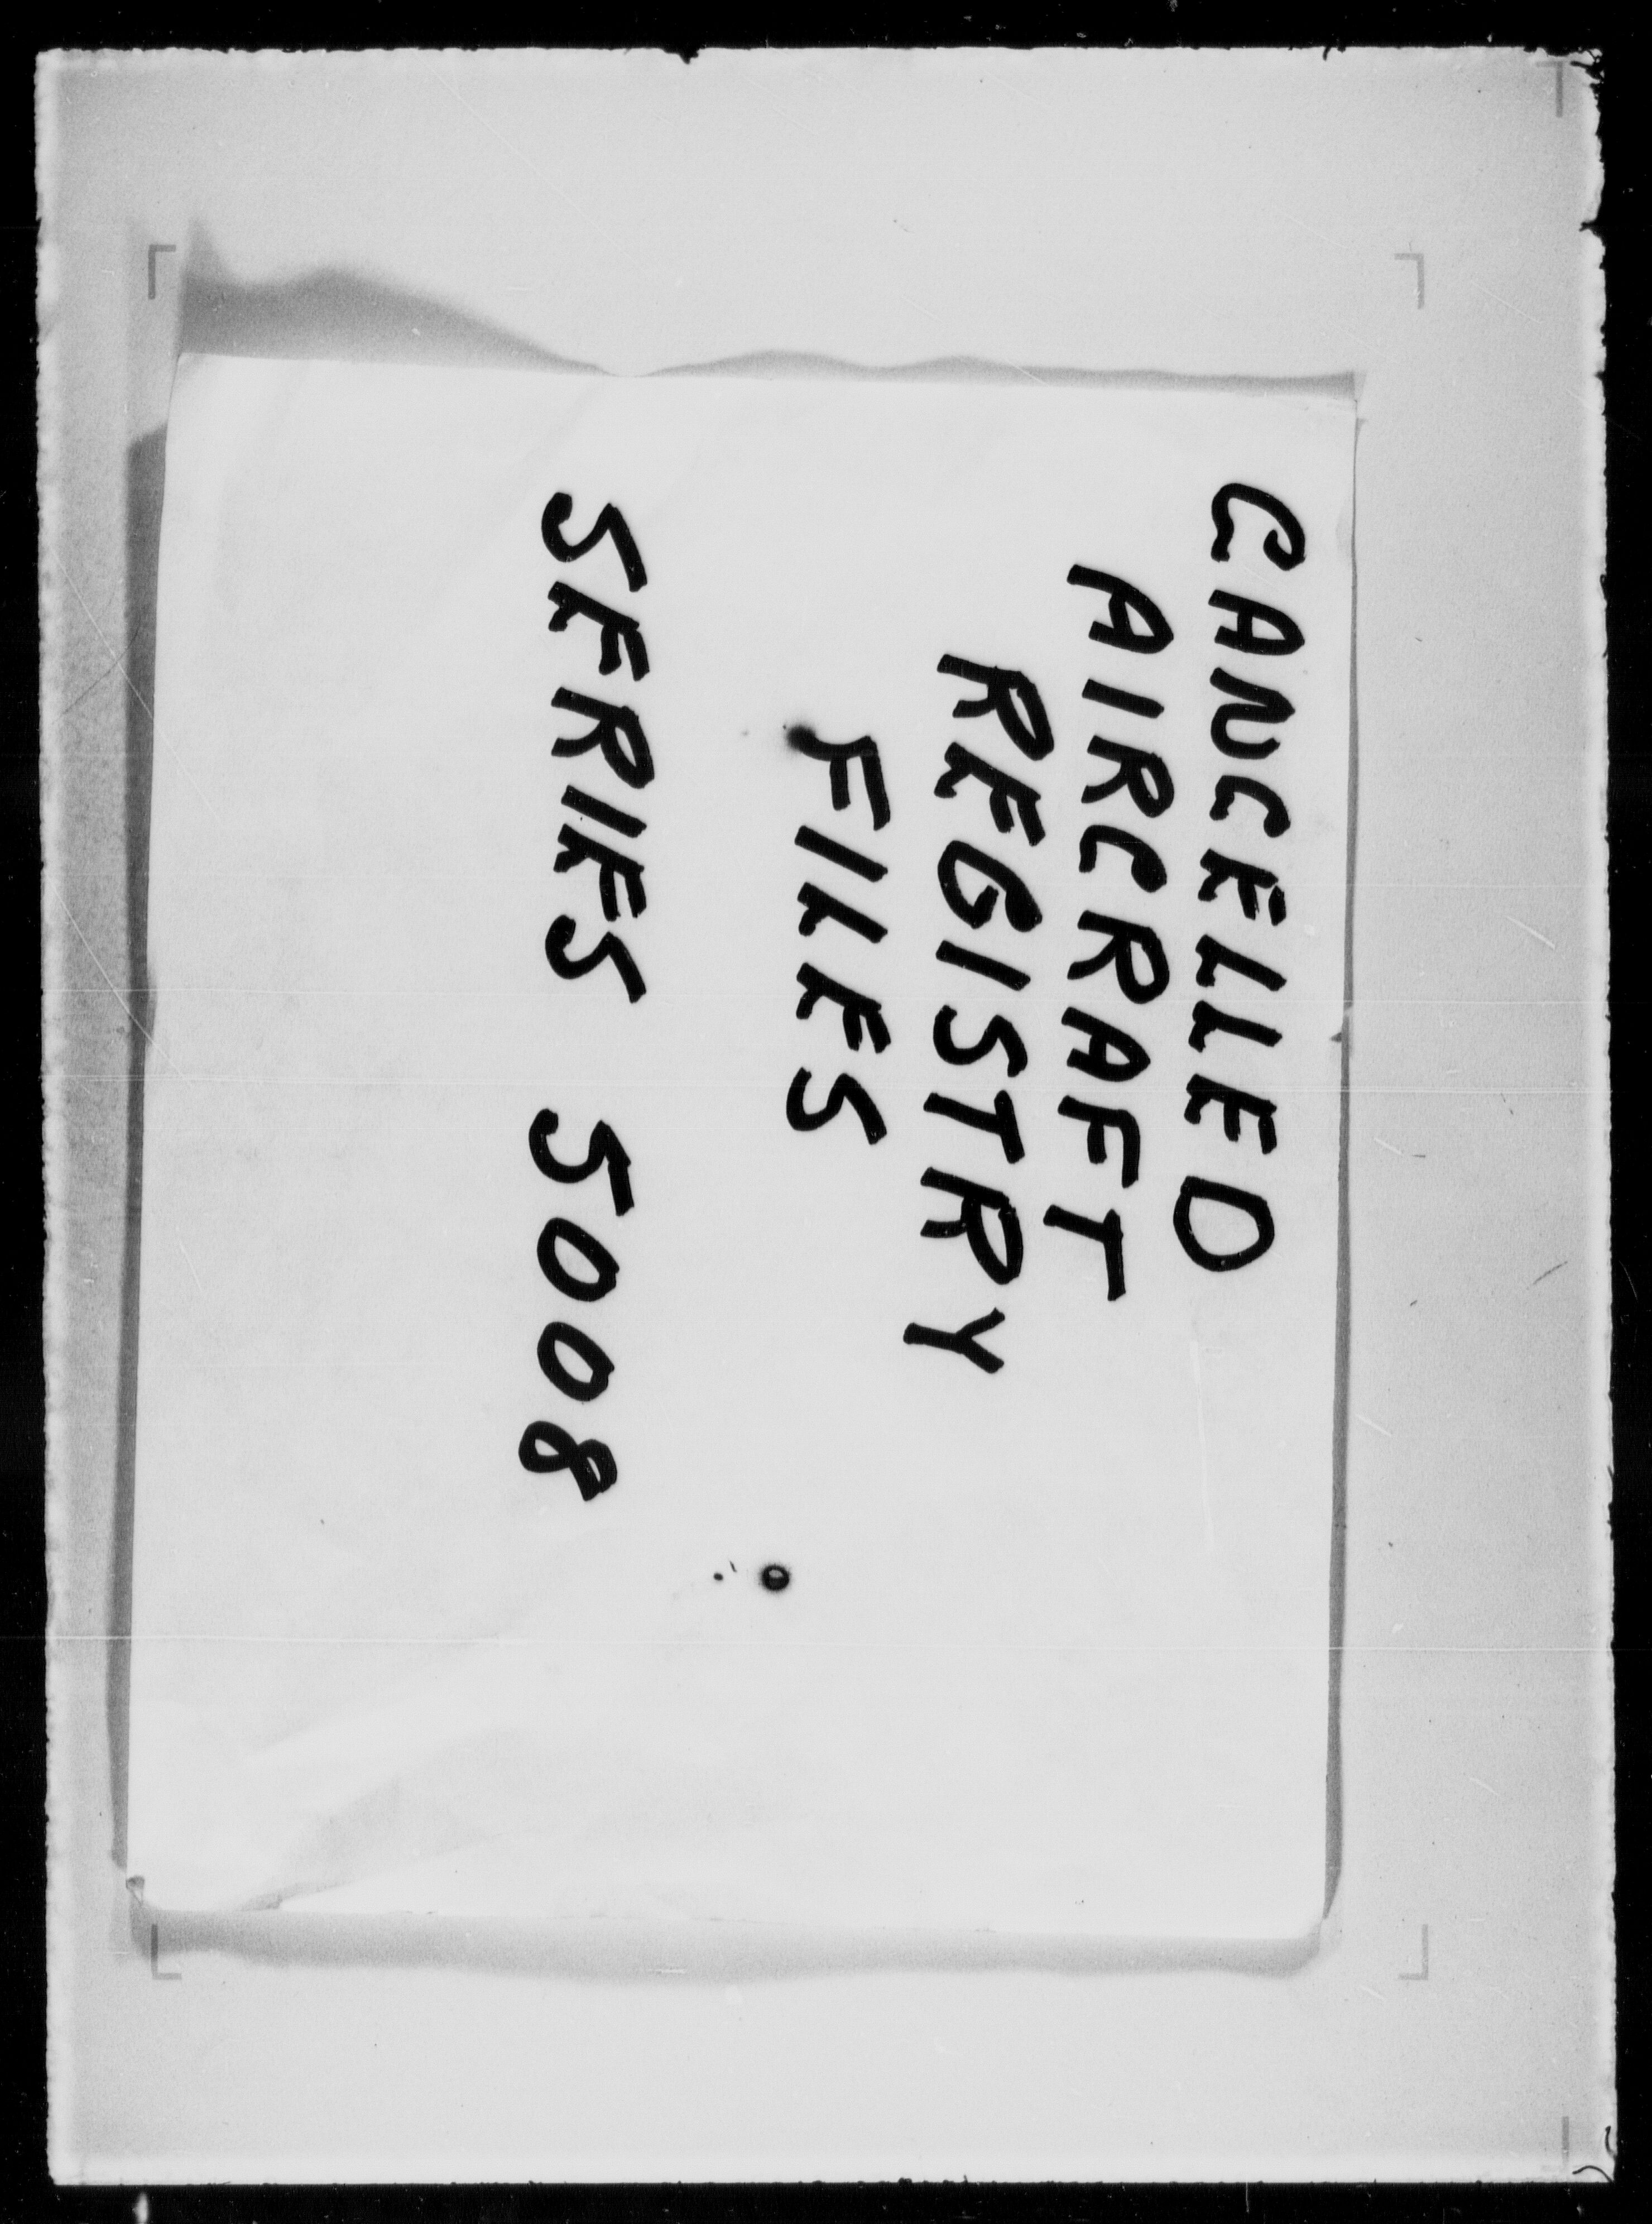 CANCELLED
AIRCRAFT
REGISTRY
FILES
SERIES 5008